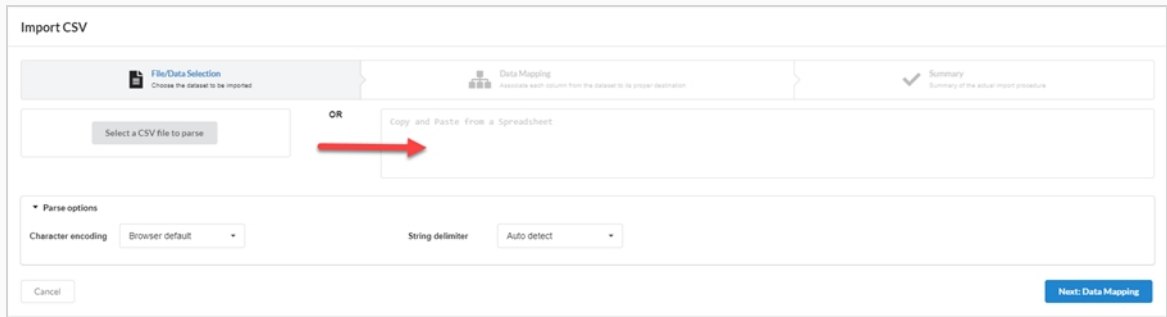 Import CSV
File/Data Selection
Choose the dataset to be imported
Data Mapping
Associate each column from the dataset to its proper destination
Summary
Summary of the actual import procedure
Select a CSV file to parse
OR
Copy and Paste from a Spreadsheet
Parse options
Character encoding
Browser default
String delimiter
Auto detect
Cancel
Next: Data Mapping